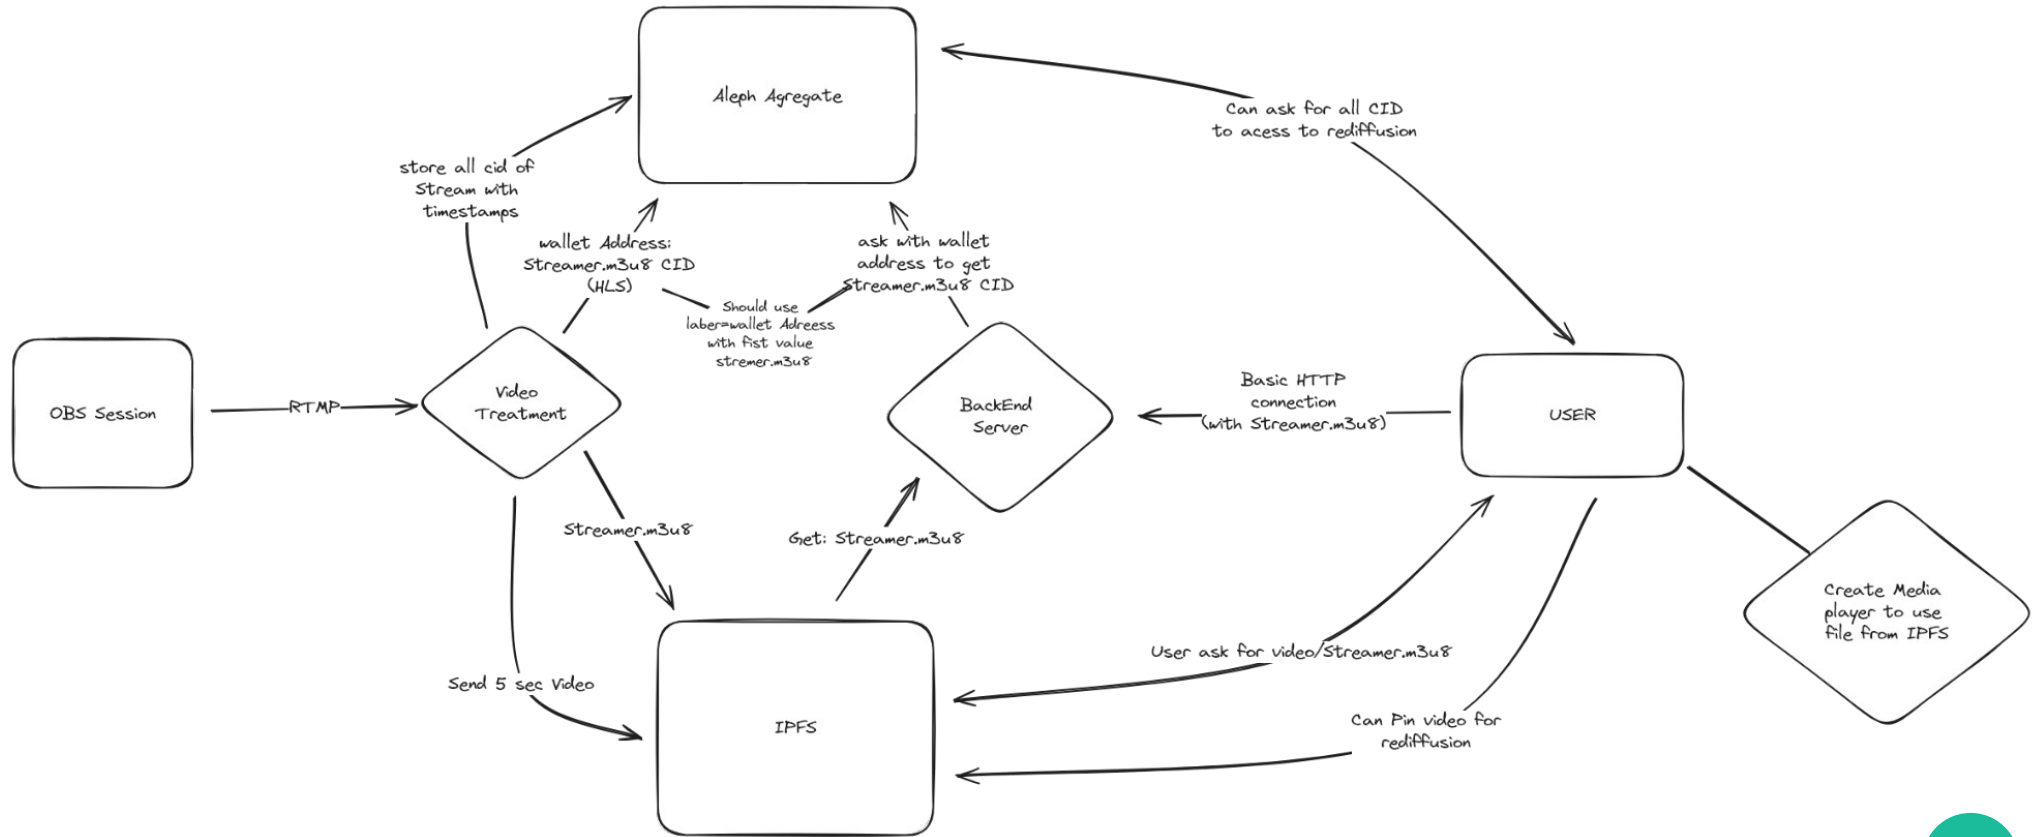 Aleph Agregate
Can ask for all CID
to acess to rediffusion
store all cid of
Stream with
timestamps
wallet Address:
Streamer.m3u8 CID
(HLS)
ask with wallet
address to get
Streamer.m3u8 CID
Should use
laber=wallet Adreess
with fist value
stremer.m3u8
OBS Session
RTMP
Video
Treatment
BackEnd
Server
Basic HTTP
connection
(with Streamer.m3u8)
USER
Streamer.m3u8
Get: Streamer.m3u8
Create Media
player to use
file from IPFS
User ask for video/Streamer.m3u8
Send 5 sec Video
IPFS
Can Pin video for
rediffusion